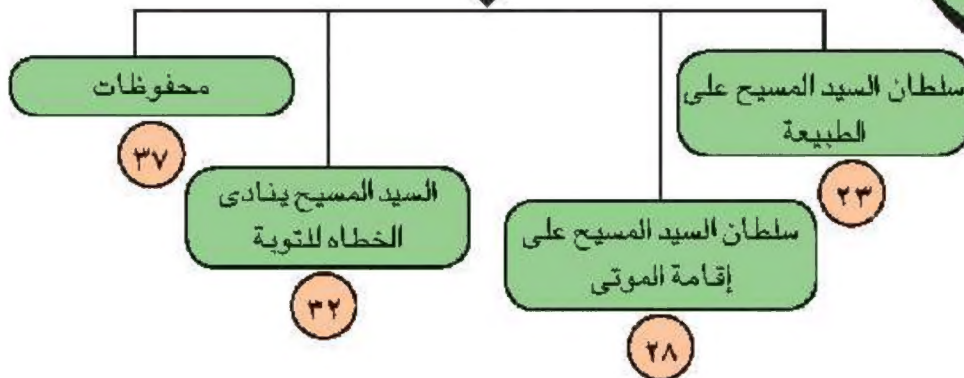 سلطان السيد المسيح على
الطبيعة
٢٣
سلطان السيد المسيح على
إقامة الموتى
٢٨
السيد المسيح ينادى
الخطاه للتوبة
٣٢
محفوظات
٣٧